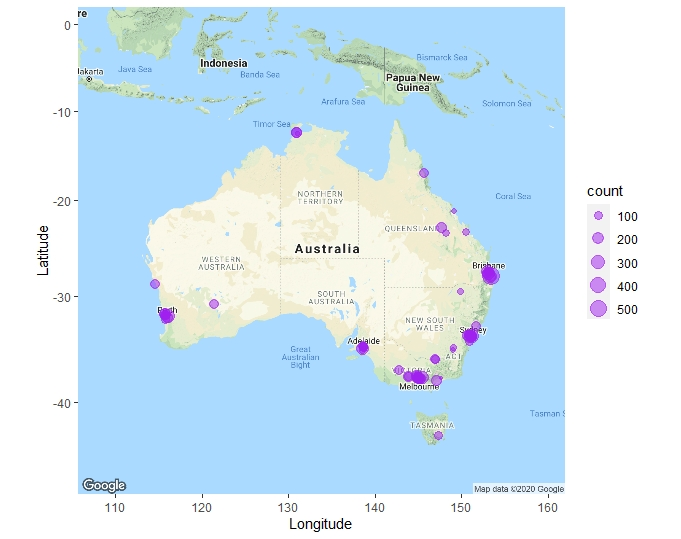 re
0
Bismarck Sea
Indonesia
Java Sea
Jakarta
Banda Sea
Papua New
Guinea
Arafura Sea
Solomon Sea
-10
Timor Sea
Coral Sea
count
-20
NORTHERN
TERRITORY
100
QUEENSLAND
200
Latitude
Australia
300
WESTERN
AUSTRALIA
Brisbane
400
SOUTH
AUSTRALIA
500
-30
Perth
NEW SOUTH
WALES
Sydney
Adelaide
Great
Australian
Bight
ACT
VICTORIA
Melbourne
-40
Tasman S
TASMANIA
Google
Map data ©2020 Google
110
120
130
140
150
160
Longitude